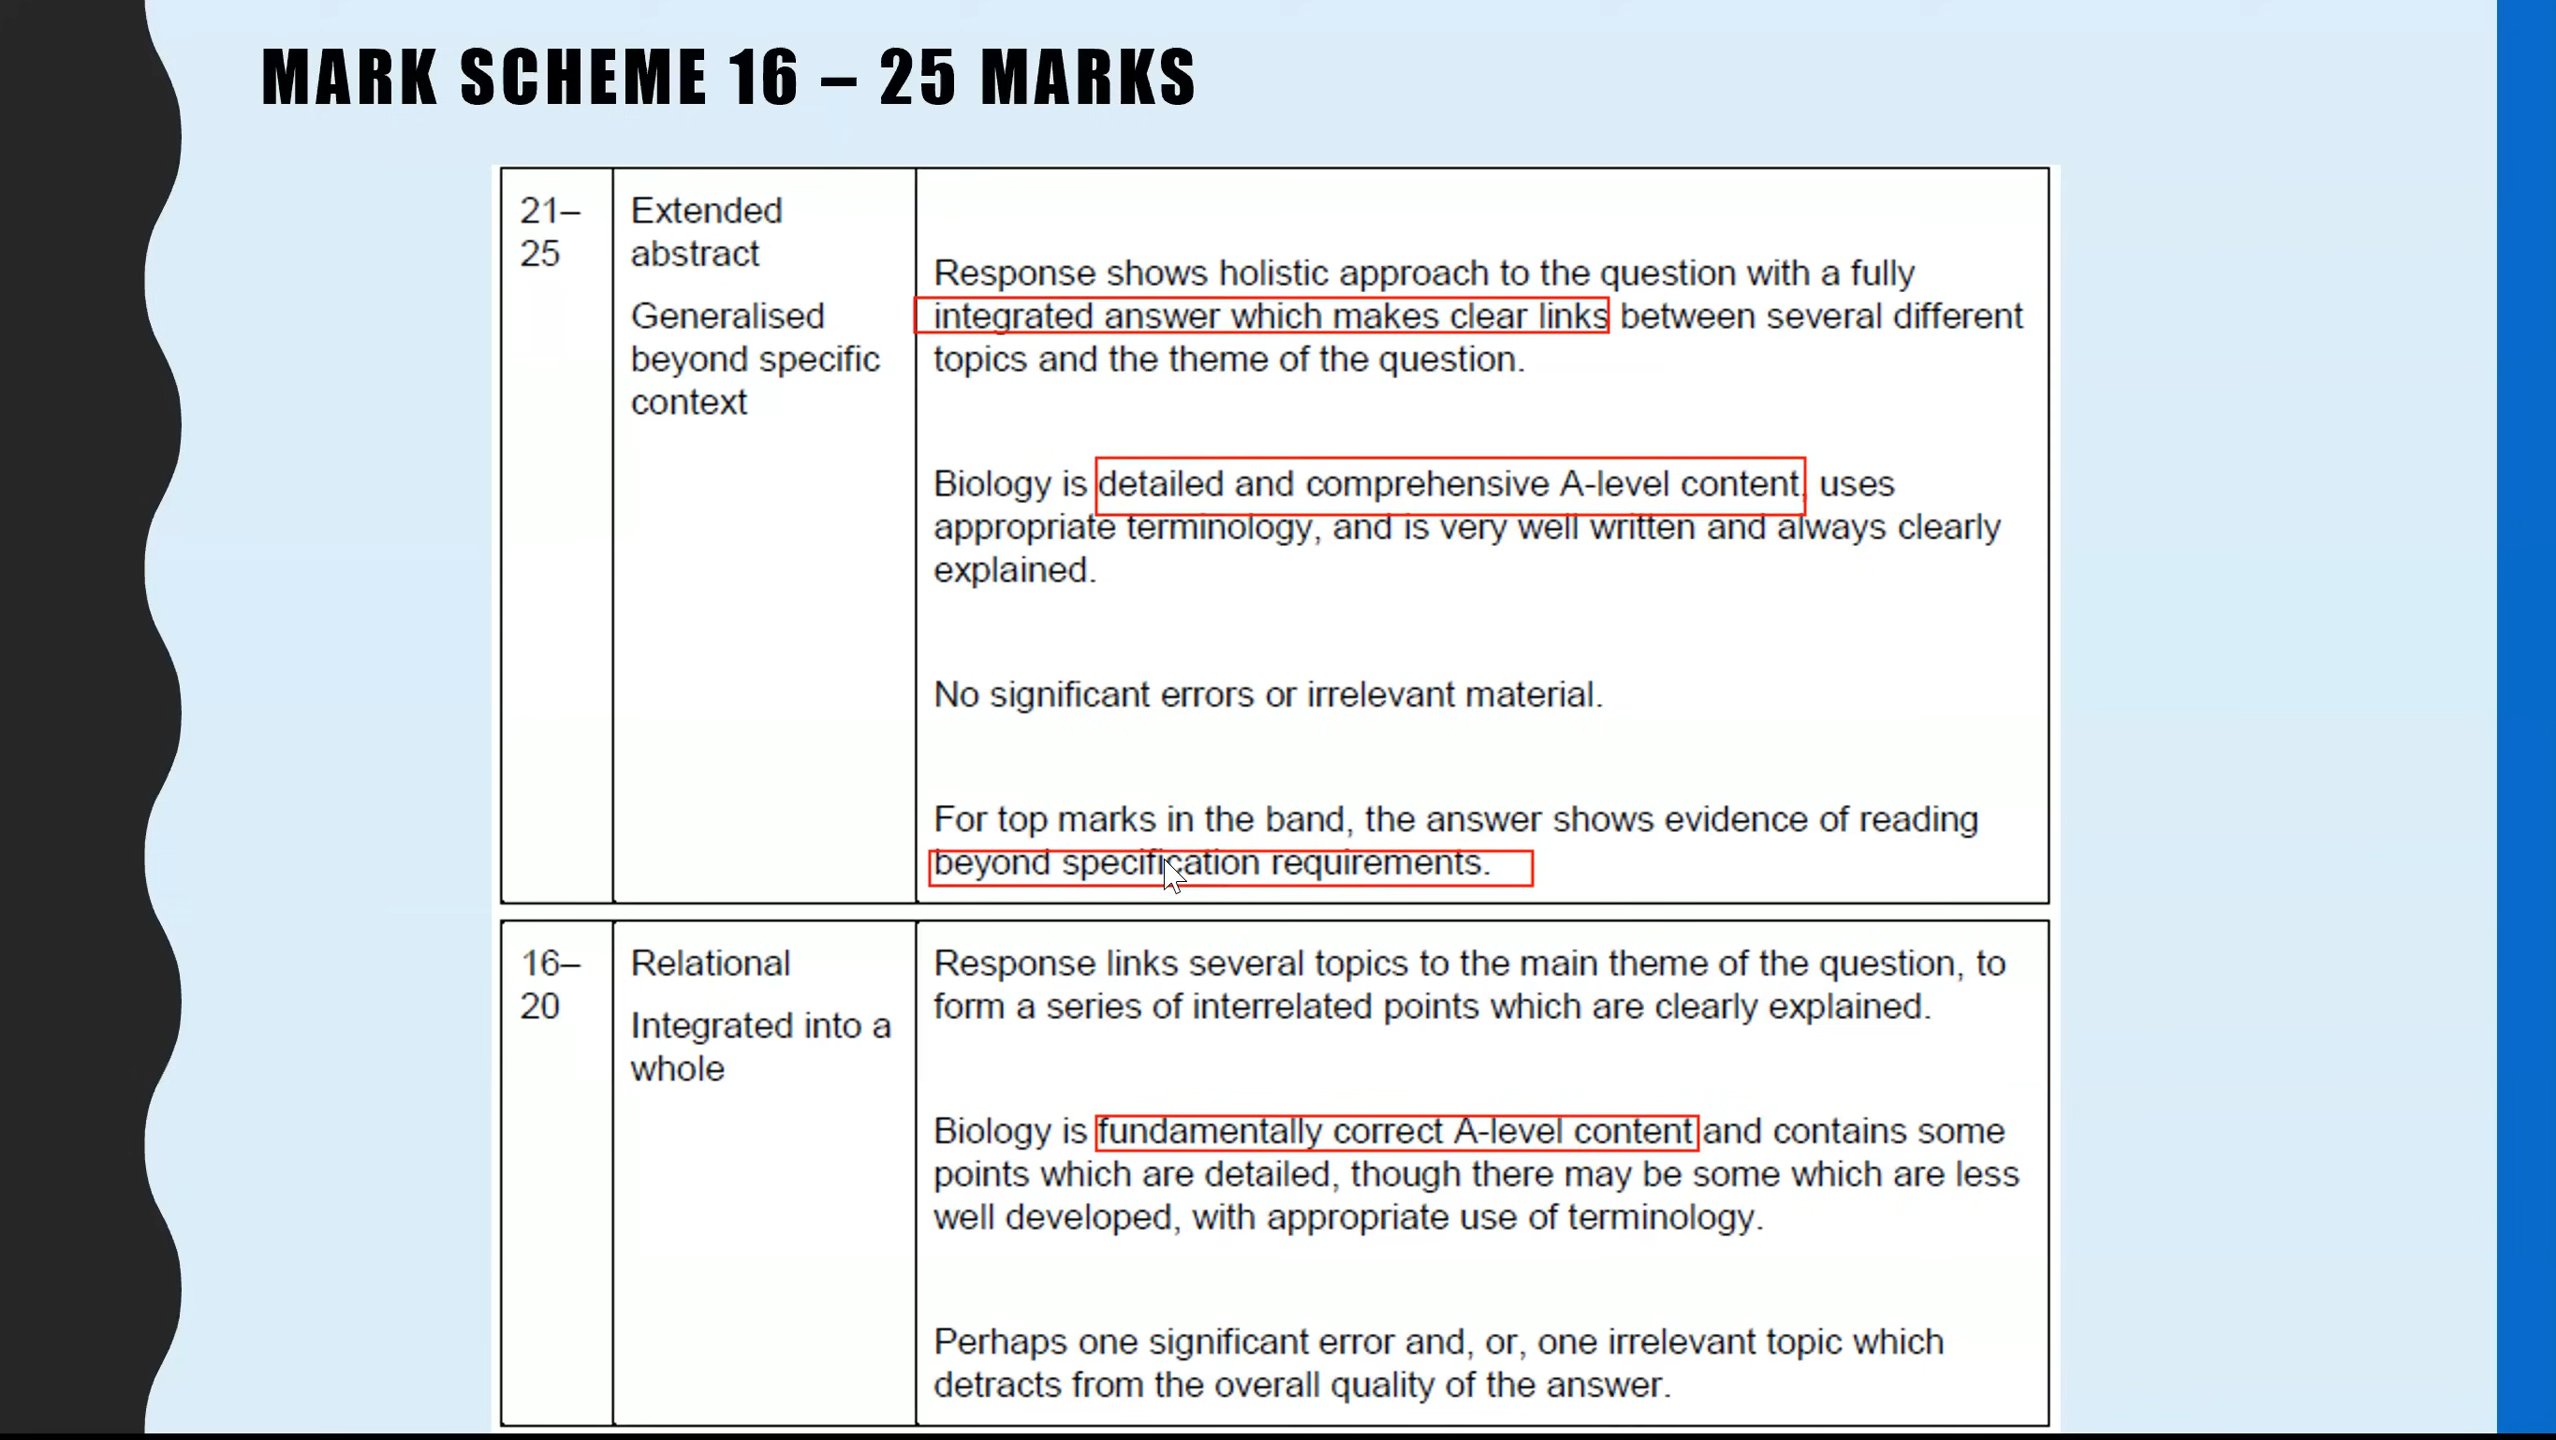 MARK SCHEME 16 – 25 MARKS
21–
25
Extended
abstract
Generalised
beyond specific
context
Response shows holistic approach to the question with a fully
integrated answer which makes clear links between several different
topics and the theme of the question.
Biology is detailed and comprehensive A-level content, uses
appropriate terminology, and is very well written and always clearly
explained.
No significant errors or irrelevant material.
For top marks in the band, the answer shows evidence of reading
beyond specification requirements.
16–
20
Relational
Integrated into a
whole
Response links several topics to the main theme of the question, to
form a series of interrelated points which are clearly explained.
Biology is fundamentally correct A-level content and contains some
points which are detailed, though there may be some which are less
well developed, with appropriate use of terminology.
Perhaps one significant error and, or, one irrelevant topic which
detracts from the overall quality of the answer.